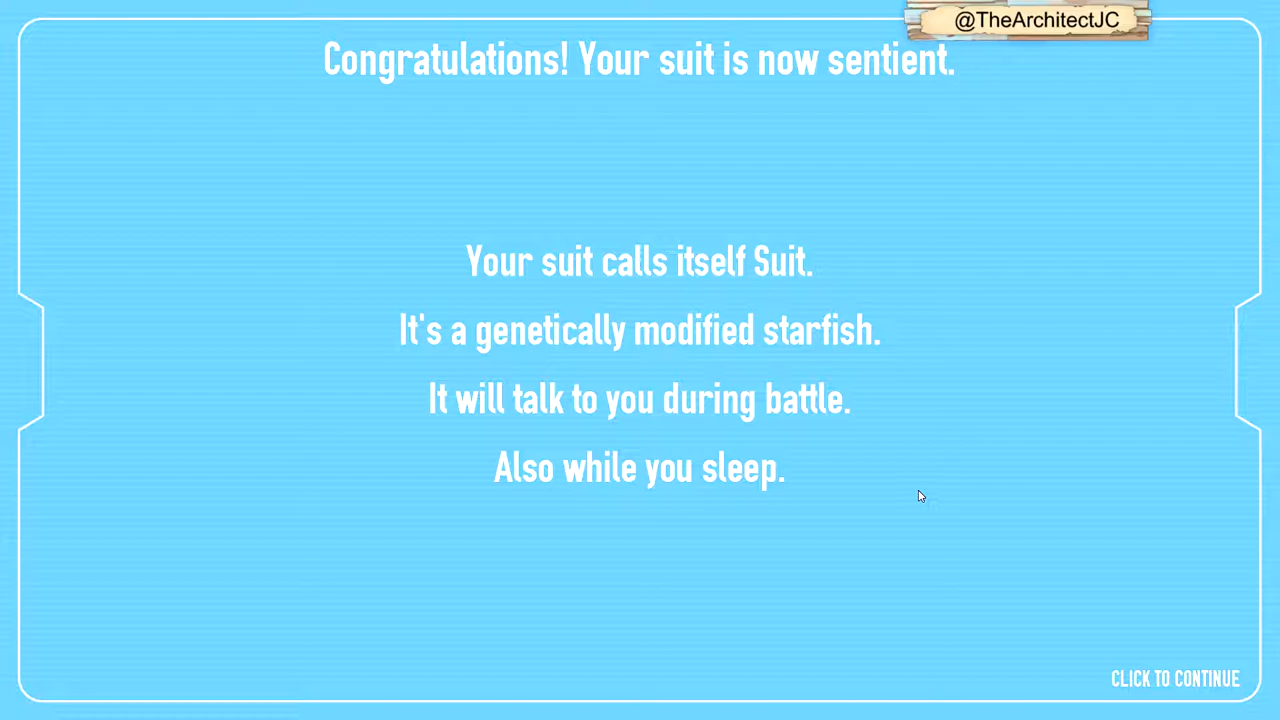 @TheArchitectJC
Congratulations! Your suit is now sentient.
Your suit calls itself Suit.
It's a genetically modified starfish.
It will talk to you during battle.
Also while you sleep.
CLICK TO CONTINUE